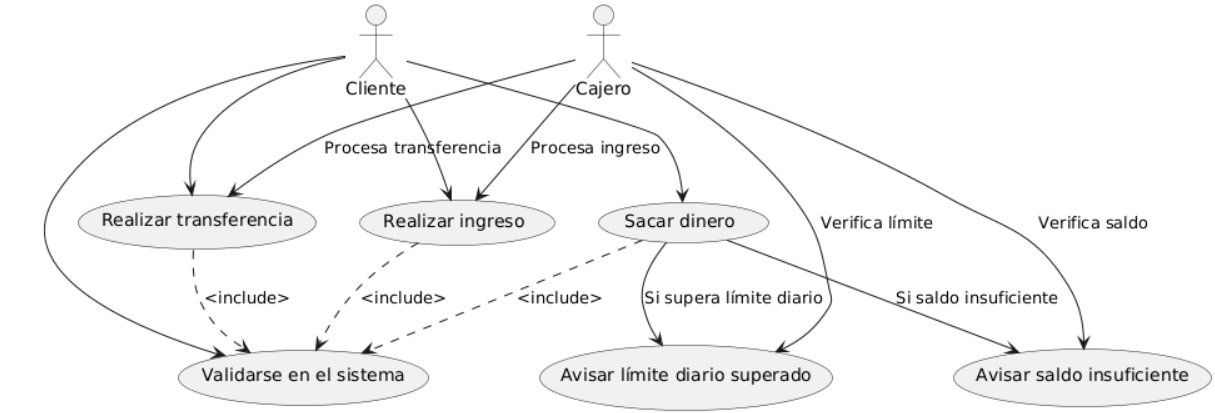 Cliente
Cajero
Procesa transferencia
Procesa ingreso
Realizar transferencia
Realizar ingreso
Sacar dinero
Verifica límite
Verifica saldo
<include>
<include>
<include>
Si supera límite diario
Si saldo insuficiente
Validarse en el sistema
Avisar límite diario superado
Avisar saldo insuficiente